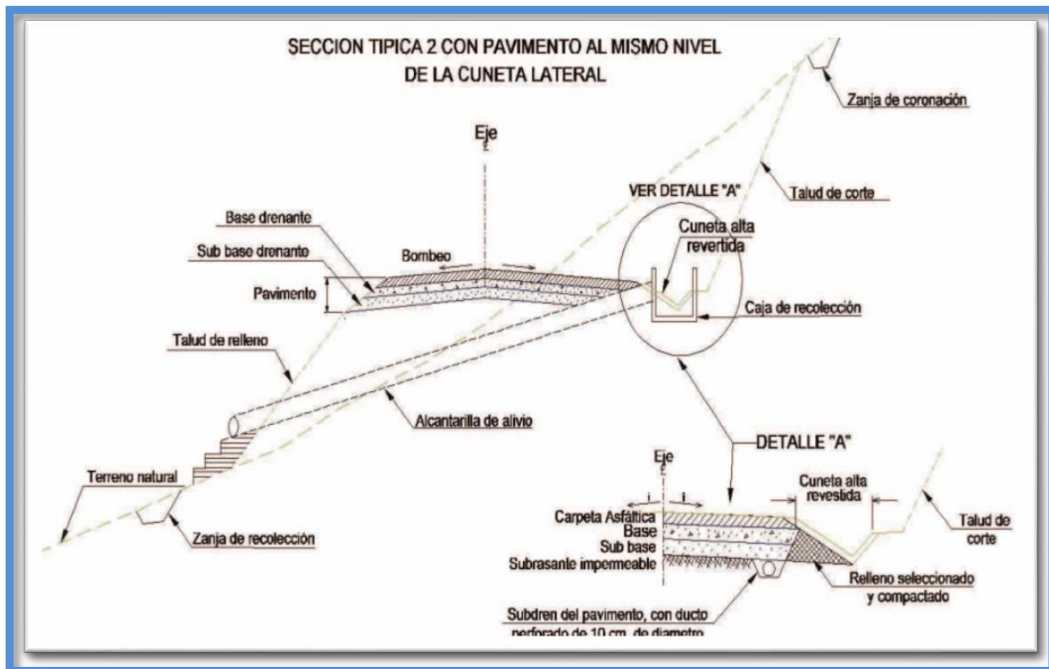 SECCION TIPICA 2 CON PAVIMENTO AL MISMO NIVEL
DE LA CUNETA LATERAL
Zanja de coronación
Eje
VER DETALLE "A"
Talud de corte
Base drenante
Cuneta alta
revertida
Sub base drenante
Bombeo
Pavimento
Caja de recolección
Talud de relleno
Alcantarilla de alivio
DETALLE "A"
Terreno natural
Zanja de recolección
Eje
Cuneta alta
revestida
Carpeta Asfáltica
Base
Sub base
Subrasante impermeable
Talud de
corte
Relleno seleccionado
y compactado
Subdren del pavimento, con ducto
perforado de 10 cm. de diametro